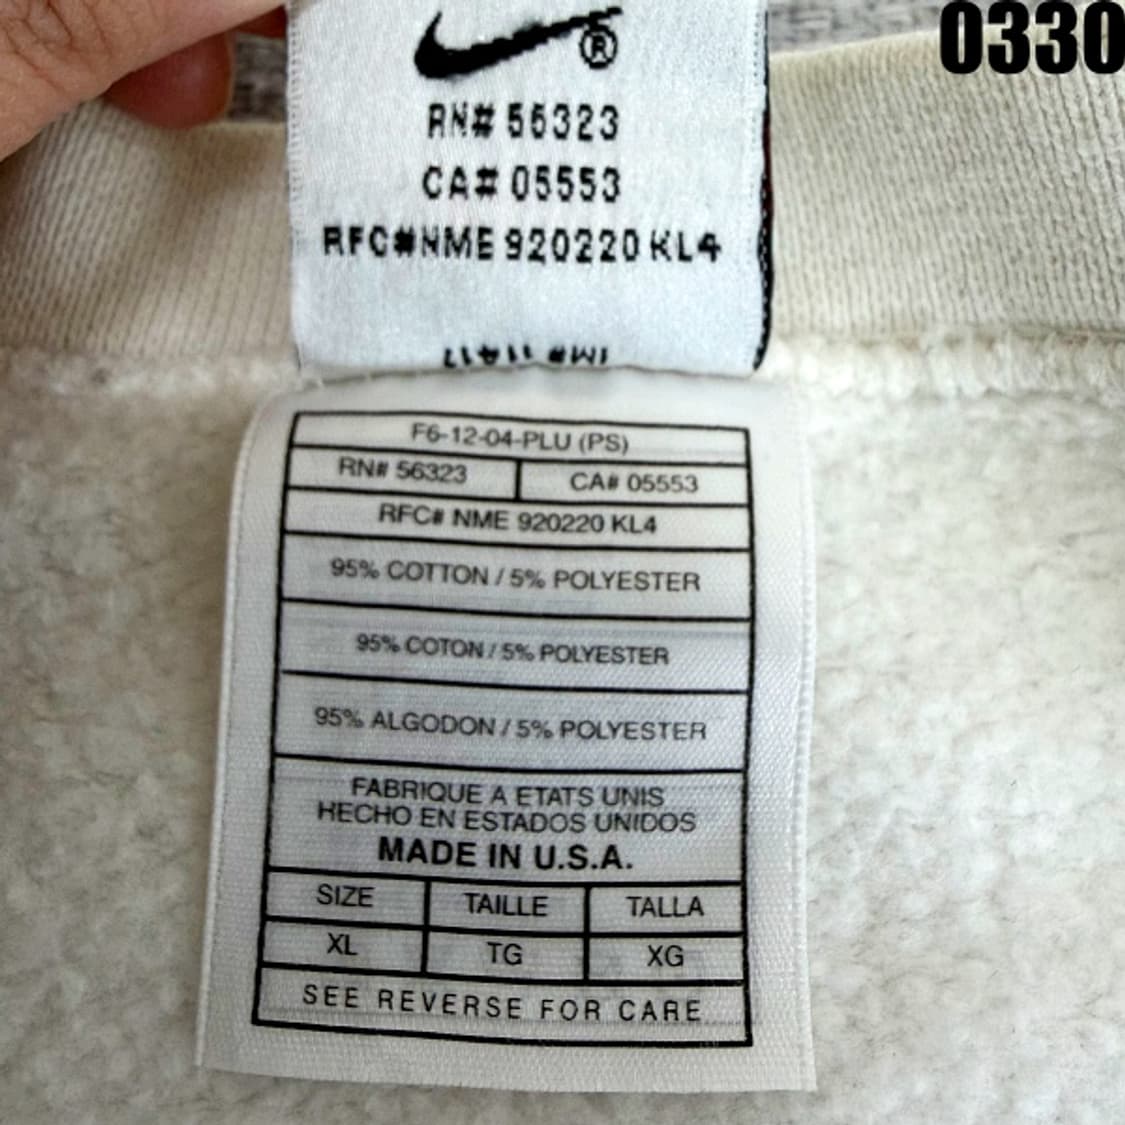 0330
®
RN# 56323
CA# 05553
RFC#NME 920220 KL4
F6-12-04-PLU (PS)
RN# 56323 CA# 05553
RFC# NME 920220 KL4
95% COTTON / 5% POLYESTER
95% COTON / 5% POLYESTER
95% ALGODON / 5% POLYESTER
FABRIQUE A ETATS UNIS
HECHO EN ESTADOS UNIDOS
MADE IN U.S.A.
SIZE TAILLE TALLA
XL TG XG
SEE REVERSE FOR CARE